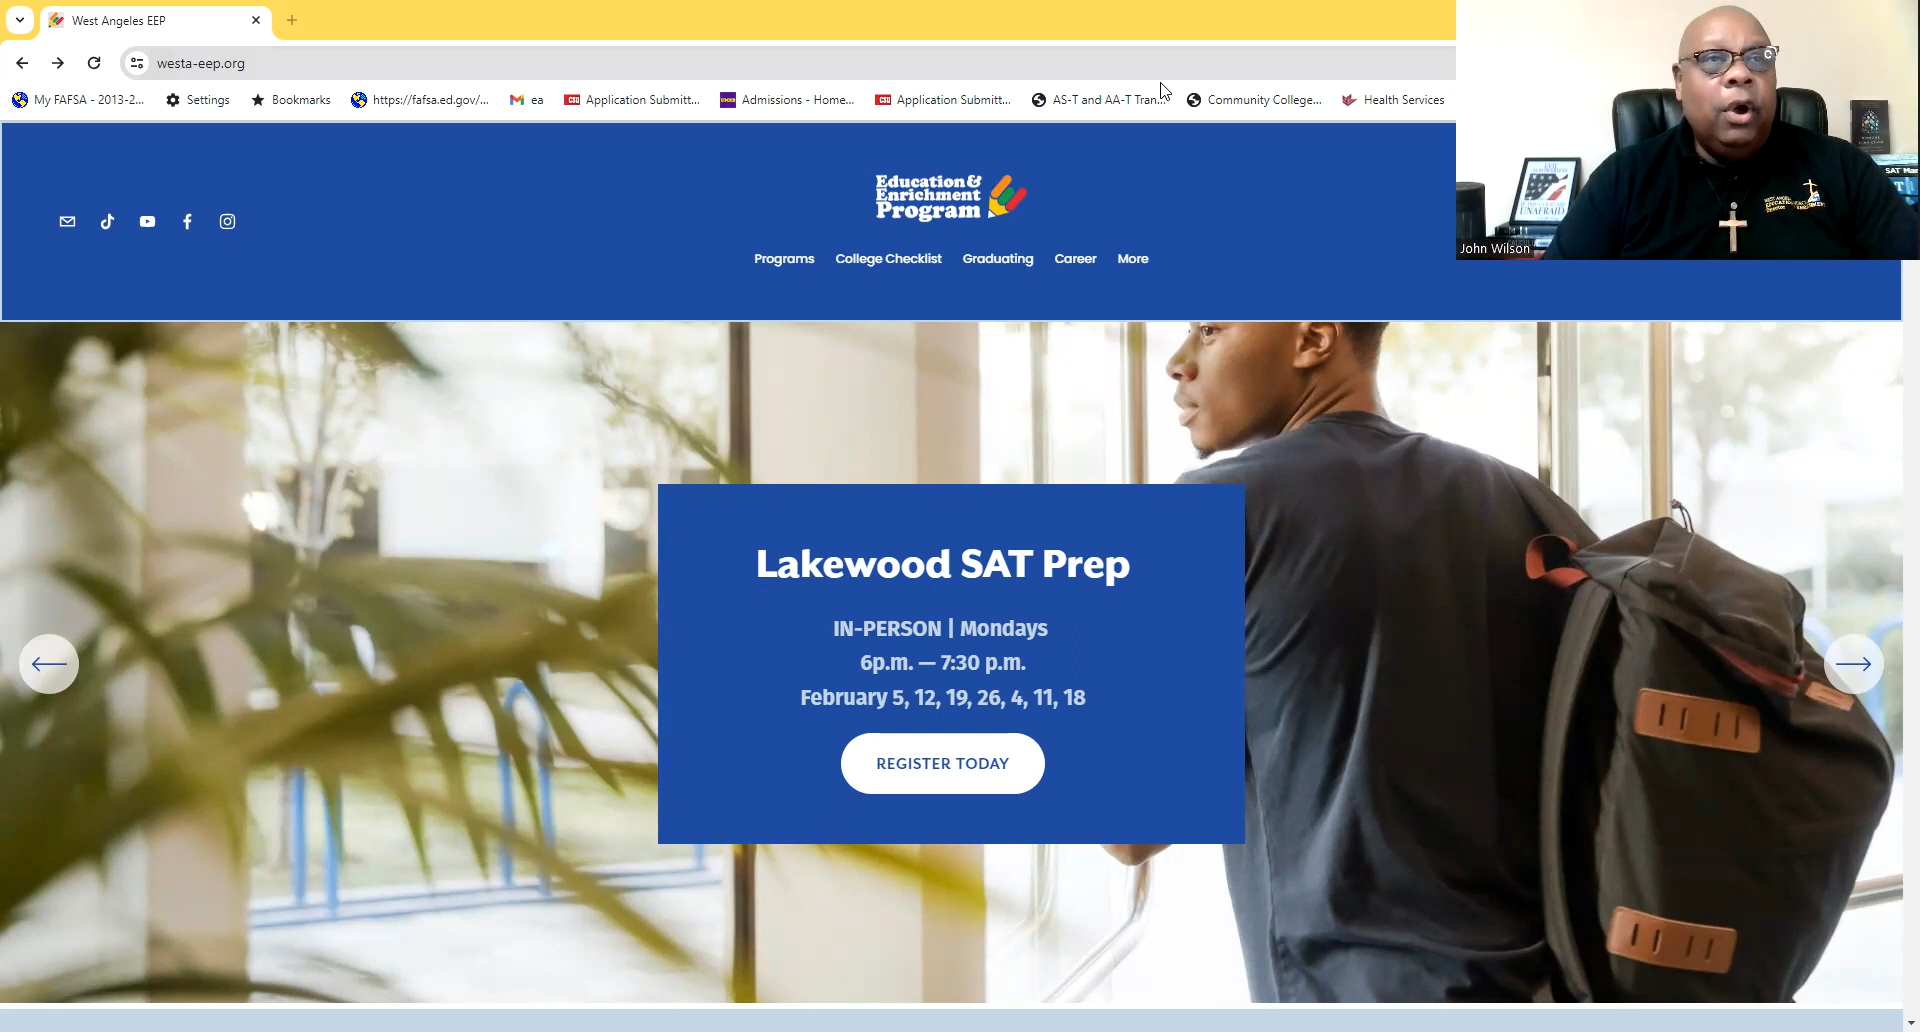 West Angeles EEP
westa-eep.org
My FAFSA - 2013-2...
Settings
Bookmarks
https://fafsa.ed.gov/...
ea
Application Submitt...
Admissions - Home...
Application Submitt...
AS-T and AA-T Tran...
Community College...
Health Services
Education &
Enrichment
Program
Programs
College Checklist
Graduating
Career
More
Lakewood SAT Prep
IN-PERSON | Mondays
6p.m. — 7:30 p.m.
February 5, 12, 19, 26, 4, 11, 18
REGISTER TODAY
UNAFRAID
John Wilson